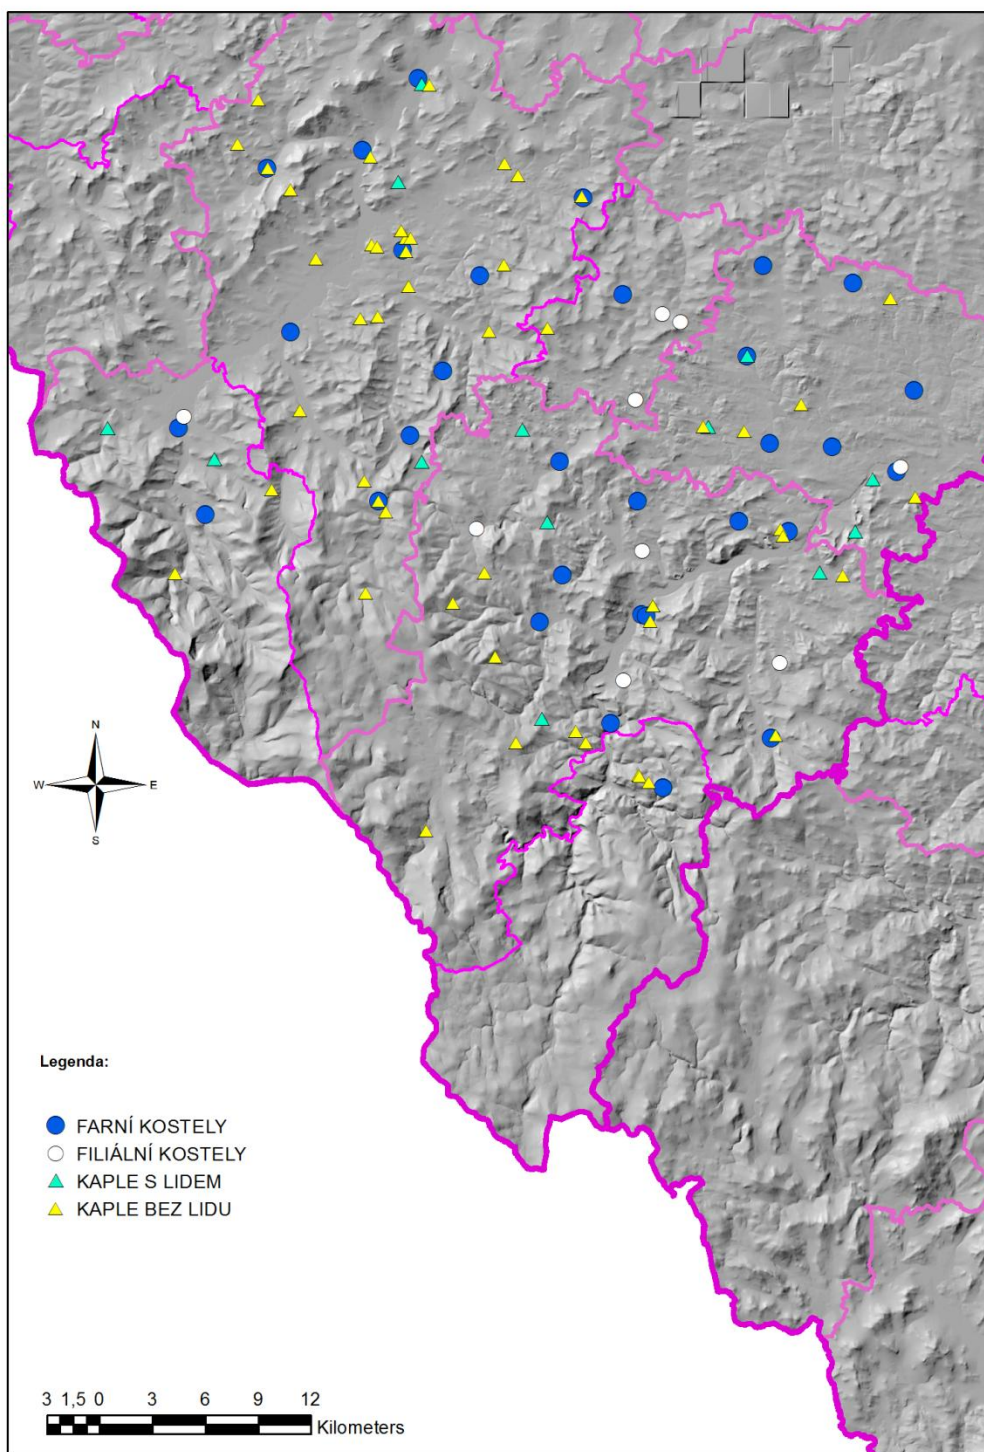 N
W E
S
Legenda:
FARNÍ KOSTELY
FILIÁLNÍ KOSTELY
KAPLE S LIDEM
KAPLE BEZ LIDU
3 1,5 0 3 6 9 12
Kilometers